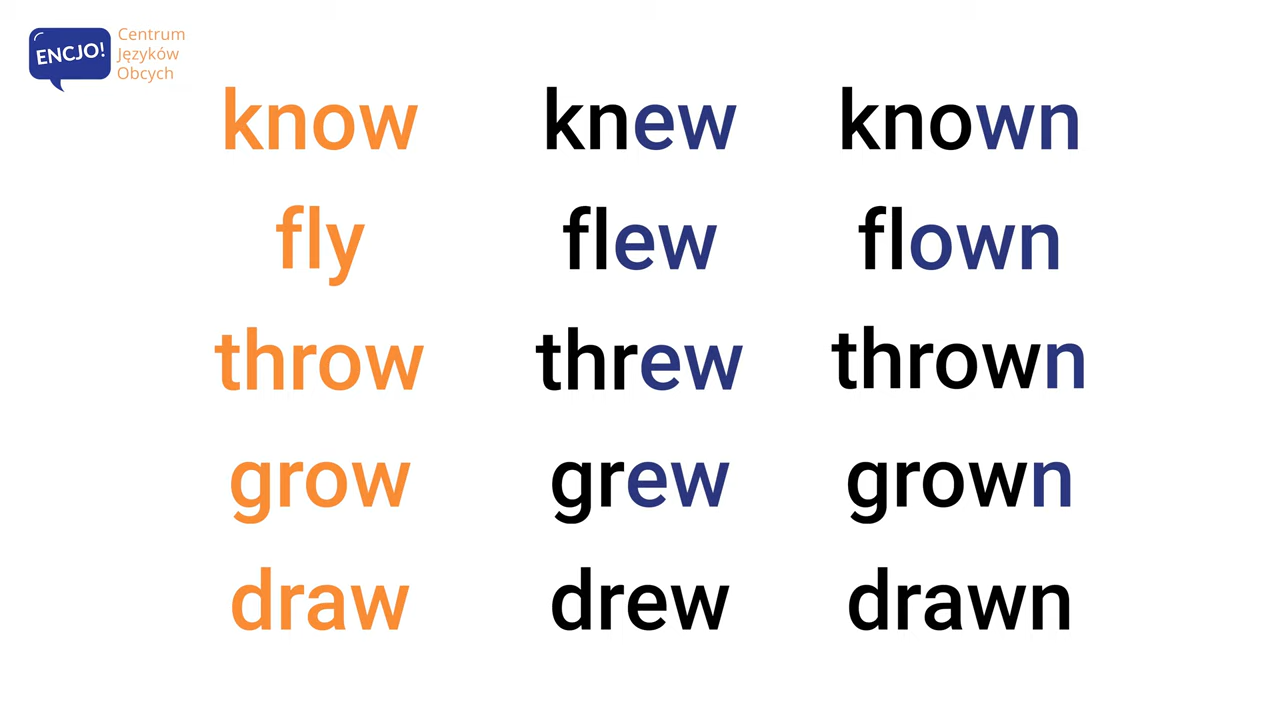 ENCJO!
Centrum
Języków
Obcych
know knew known
fly flew flown
throw threw thrown
grow grew grown
draw drew drawn